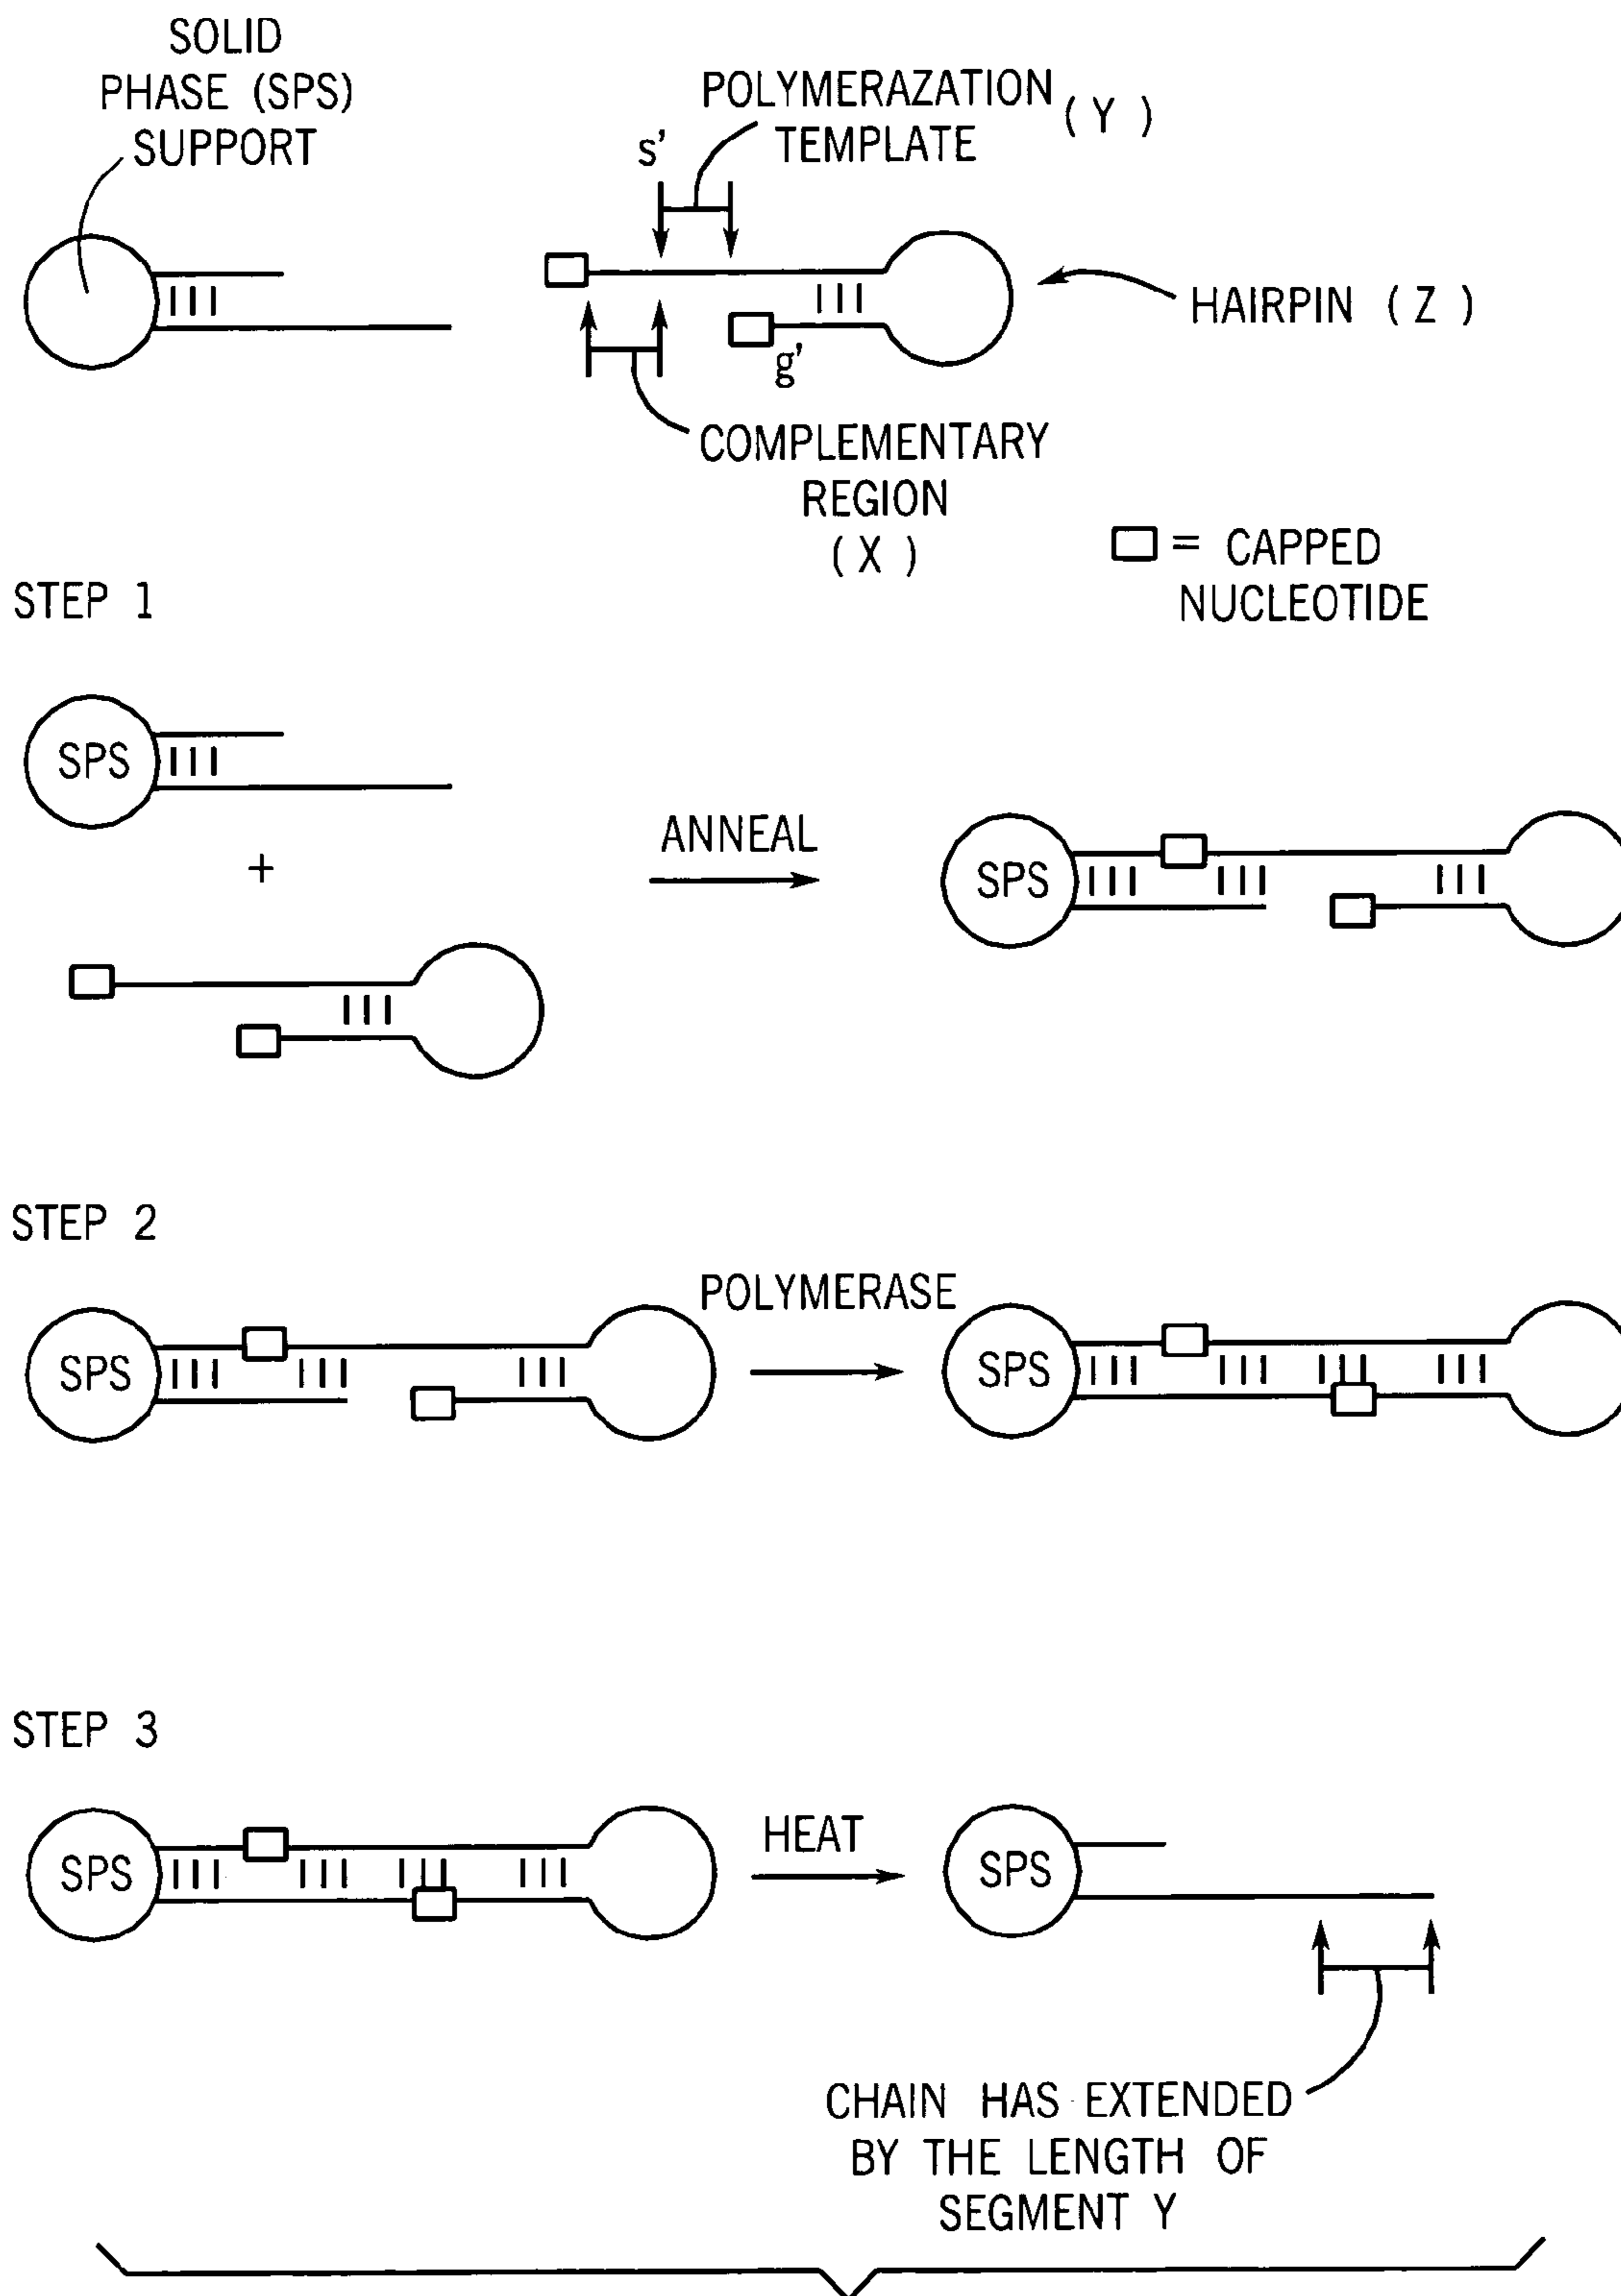 SOLID
PHASE (SPS)
SUPPORT
POLYMERAZATION ( Y )
TEMPLATE
s'
HAIRPIN ( Z )
g'
COMPLEMENTARY
REGION
( X )
= CAPPED
NUCLEOTIDE
STEP 1
SPS
+
ANNEAL
SPS
STEP 2
SPS
POLYMERASE
SPS
STEP 3
SPS
HEAT
SPS
CHAIN HAS EXTENDED
BY THE LENGTH OF
SEGMENT Y